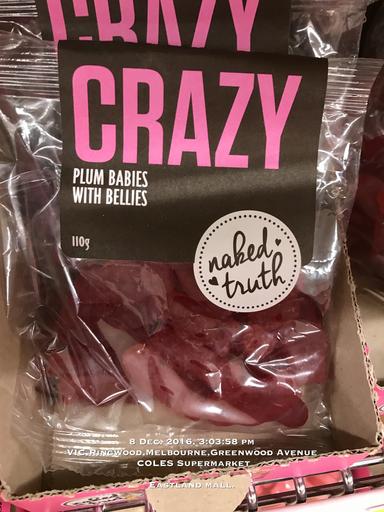 CRAZY
CRAZY
PLUM BABIES
WITH BELLIES
110g
naked
truth
8 Dec. 2016, 3:03:58 PM
VIC,Ringwood,Melbourne,Greenwood Avenue
COLES Supermarket
Eastland mall.